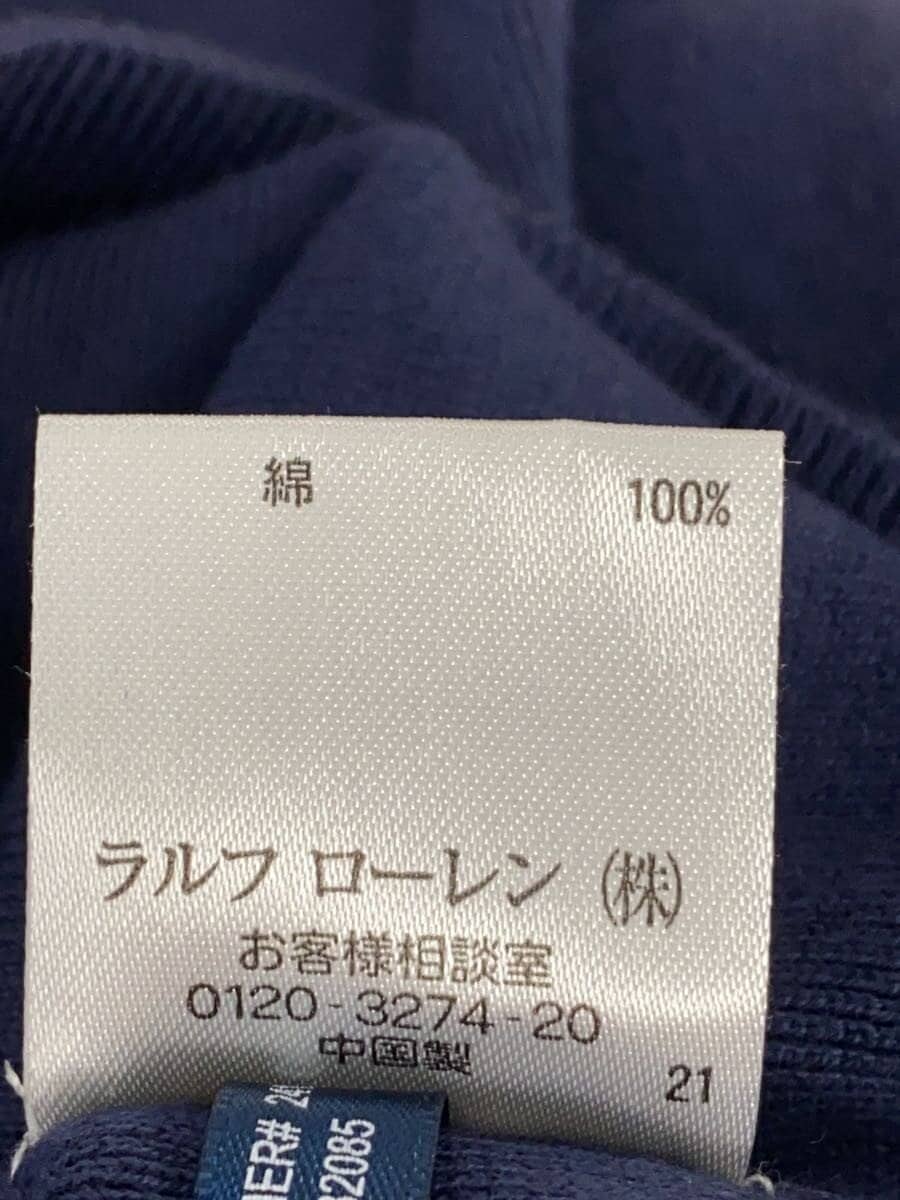 綿 100%
ラルフ ローレン (株)
お客様相談室
0120-3274-20
中国製
21